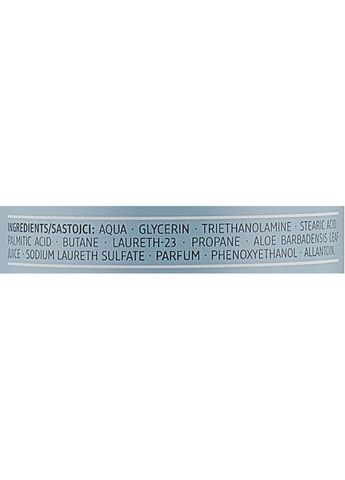 INGREDIENTS/SASTOJCI: AQUA · GLYCERIN · TRIETHANOLAMINE · STEARIC ACID ·
PALMITIC ACID · BUTANE · LAURETH-23 · PROPANE · ALOE BARBADENSIS LEAF
JUICE · SODIUM LAURETH SULFATE · PARFUM · PHENOXYETHANOL · ALLANTOIN.